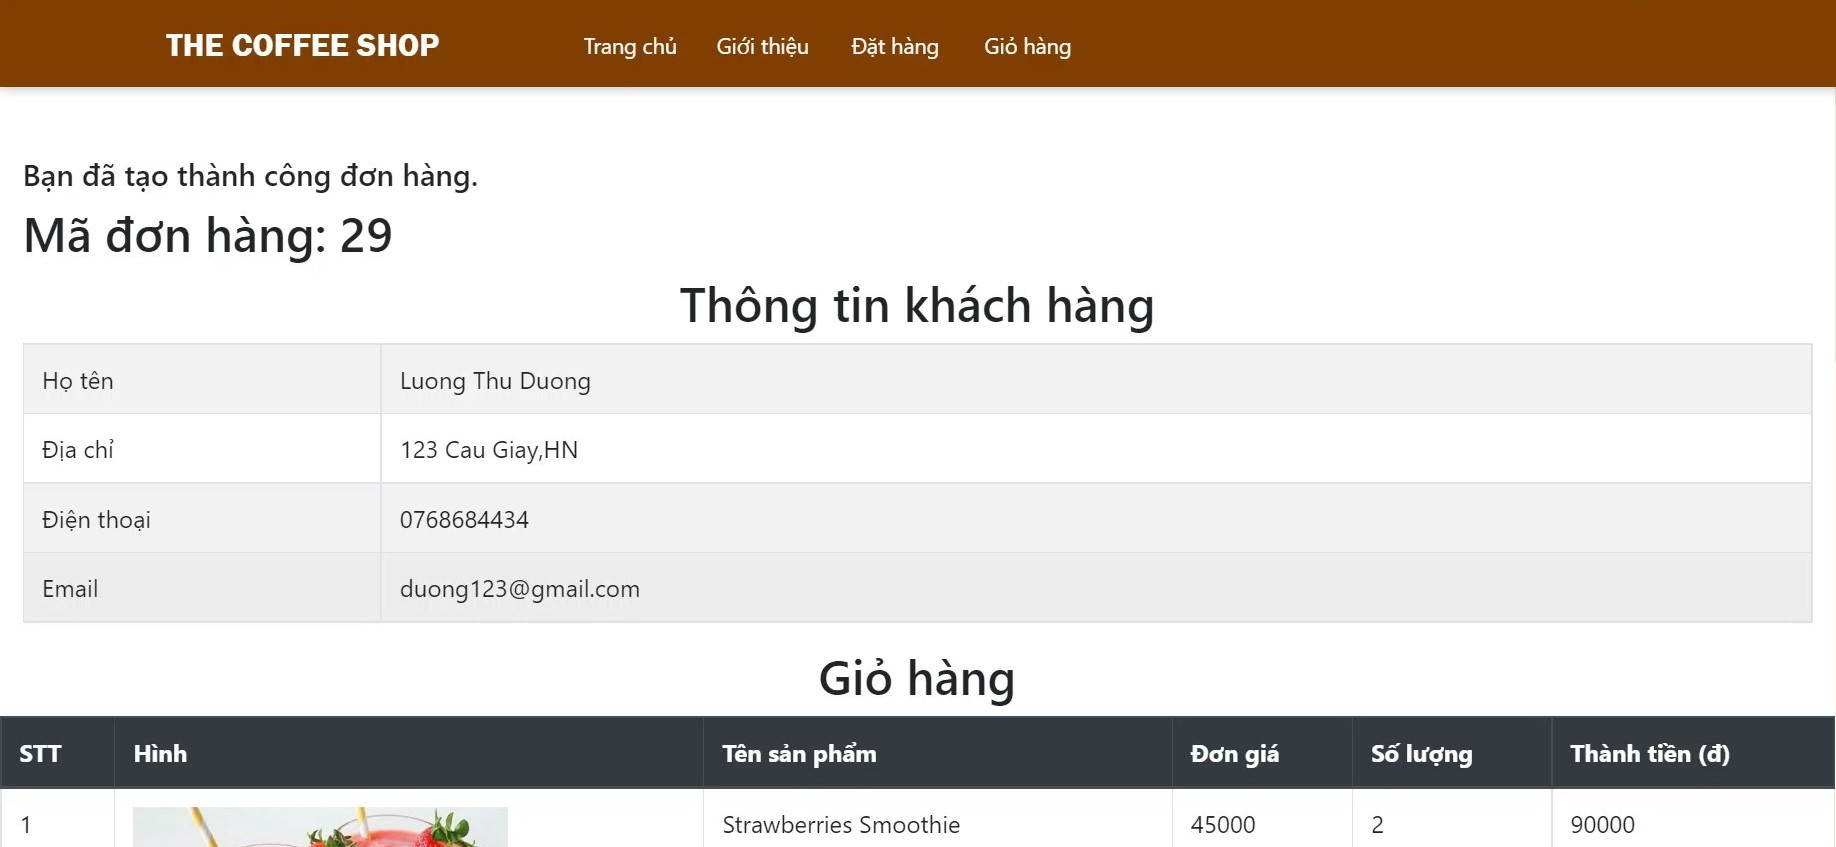 THE COFFEE SHOP Trang chủ Giới thiệu Đặt hàng Giỏ hàng
Bạn đã tạo thành công đơn hàng.
Mã đơn hàng: 29
Thông tin khách hàng
Họ tên Luong Thu Duong
Địa chỉ 123 Cau Giay,HN
Điện thoại 0768684434
Email duong123@gmail.com
Giỏ hàng
STT Hình Tên sản phẩm Đơn giá Số lượng Thành tiền (đ)
1 Strawberries Smoothie 45000 2 90000